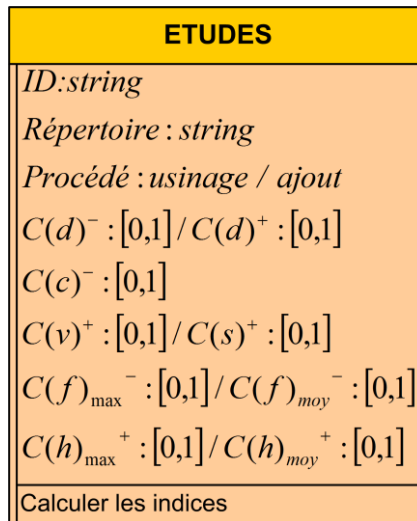 ETUDES
ID:string
Répertoire : string
Procédé : usinage / ajout
C(d)⁻ : [0,1] / C(d)⁺ : [0,1]
C(c)⁻ : [0,1]
C(v)⁺ : [0,1] / C(s)⁺ : [0,1]
C(f)max⁻ : [0,1] / C(f)moy⁻ : [0,1]
C(h)max⁺ : [0,1] / C(h)moy⁺ : [0,1]
Calculer les indices